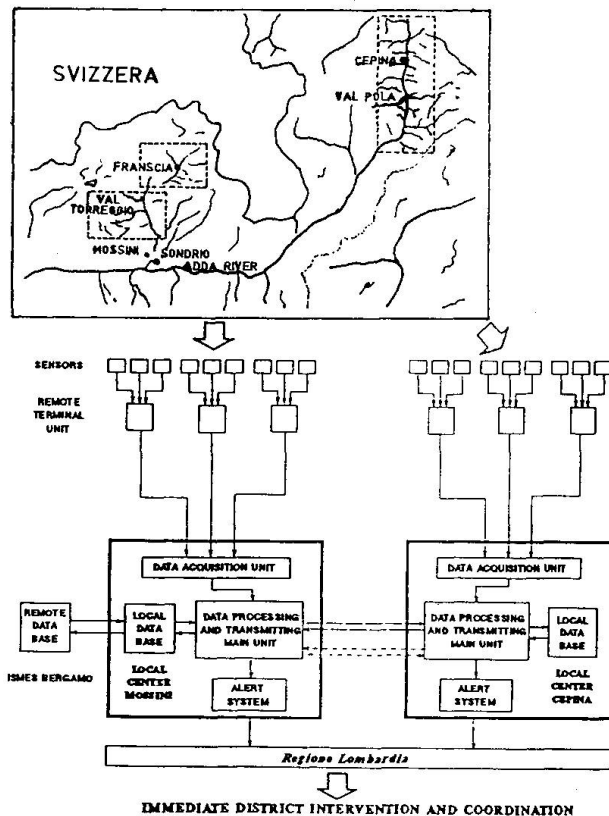 SVIZZERA
CEPINA
VAL POLA
FRANSCIA
VAL
TORREGGIO
MOSSINI
SONDRIO
ADDA RIVER
SENSORS
REMOTE
TERMINAL
UNIT
DATA ACQUISITION UNIT
DATA ACQUISITION UNIT
REMOTE
DATA
BASE
LOCAL
DATA
BASE
DATA PROCESSING
AND TRANSMITTING
MAIN UNIT
DATA PROCESSING
AND TRANSMITTING
MAIN UNIT
LOCAL
DATA
BASE
ISMES BERGAMO
LOCAL
CENTER
MOSSINI
ALERT
SYSTEM
ALERT
SYSTEM
LOCAL
CENTER
CEPINA
Regione Lombardia
IMMEDIATE DISTRICT INTERVENTION AND COORDINATION